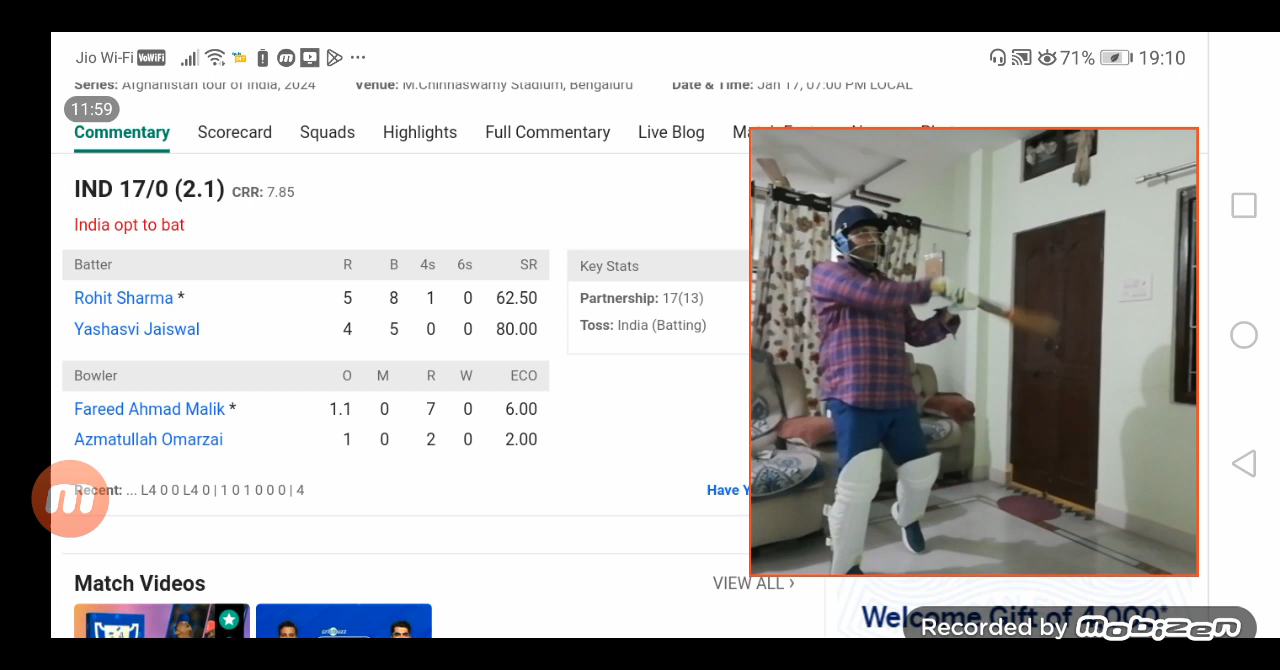 Jio Wi-Fi VoWiFi 71% 19:10
Series: Afghanistan tour of India, 2024 Venue: M.Chinnaswamy Stadium, Bengaluru Date & Time: Jan 17, 07:00 PM LOCAL
11:59
Commentary Scorecard Squads Highlights Full Commentary Live Blog
IND 17/0 (2.1) CRR: 7.85
India opt to bat
Batter R B 4s 6s SR
Rohit Sharma * 5 8 1 0 62.50
Yashasvi Jaiswal 4 5 0 0 80.00
Key Stats
Partnership: 17(13)
Toss: India (Batting)
Bowler O M R W ECO
Fareed Ahmad Malik * 1.1 0 7 0 6.00
Azmatullah Omarzai 1 0 2 0 2.00
Recent: ... L4 0 0 L4 0 | 1 0 1 0 0 0 | 4
Have Y
Match Videos
VIEW ALL ›
Welcome Gift of 4,000*
Recorded by mobizen